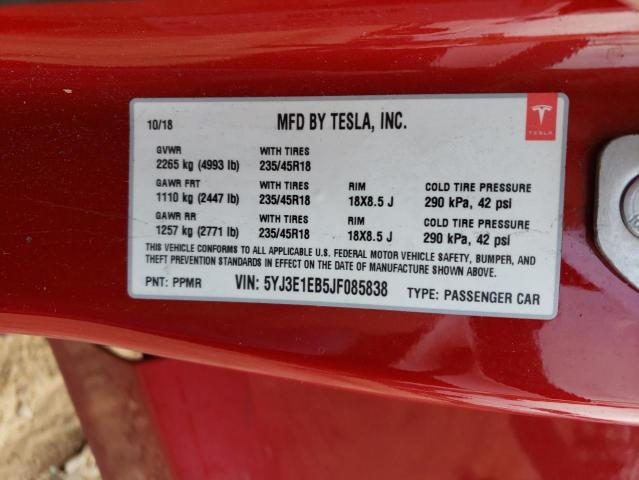 10/18 MFD BY TESLA, INC.
TESLA
GVWR WITH TIRES
2265 kg (4993 lb) 235/45R18
GAWR FRT WITH TIRES RIM COLD TIRE PRESSURE
1110 kg (2447 lb) 235/45R18 18X8.5 J 290 kPa, 42 psi
GAWR RR WITH TIRES RIM COLD TIRE PRESSURE
1257 kg (2771 lb) 235/45R18 18X8.5 J 290 kPa, 42 psi
THIS VEHICLE CONFORMS TO ALL APPLICABLE U.S. FEDERAL MOTOR VEHICLE SAFETY, BUMPER, AND
THEFT PREVENTION STANDARDS IN EFFECT ON THE DATE OF MANUFACTURE SHOWN ABOVE.
PNT: PPMR VIN: 5YJ3E1EB5JF085838 TYPE: PASSENGER CAR